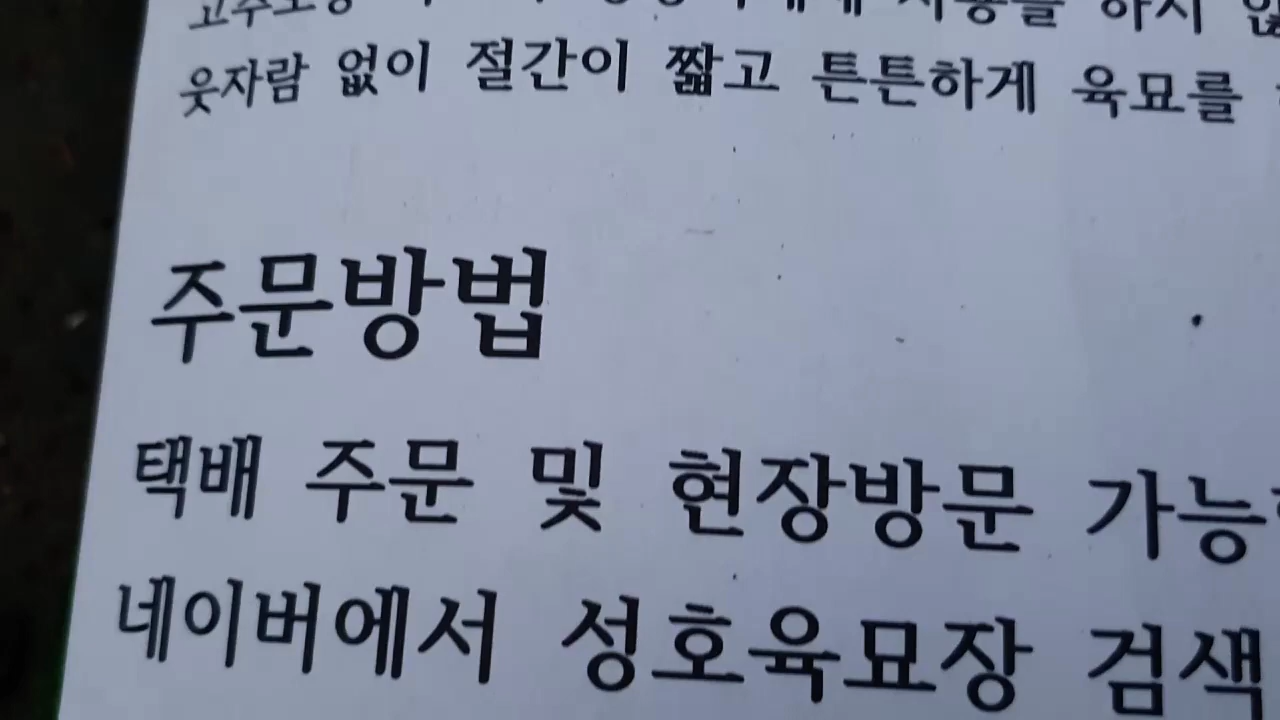 하지
웃자람 없이 절간이 짧고 튼튼하게 육묘를
주문방법
택배 주문 및 현장방문 가능
네이버에서 성호육묘장 검색